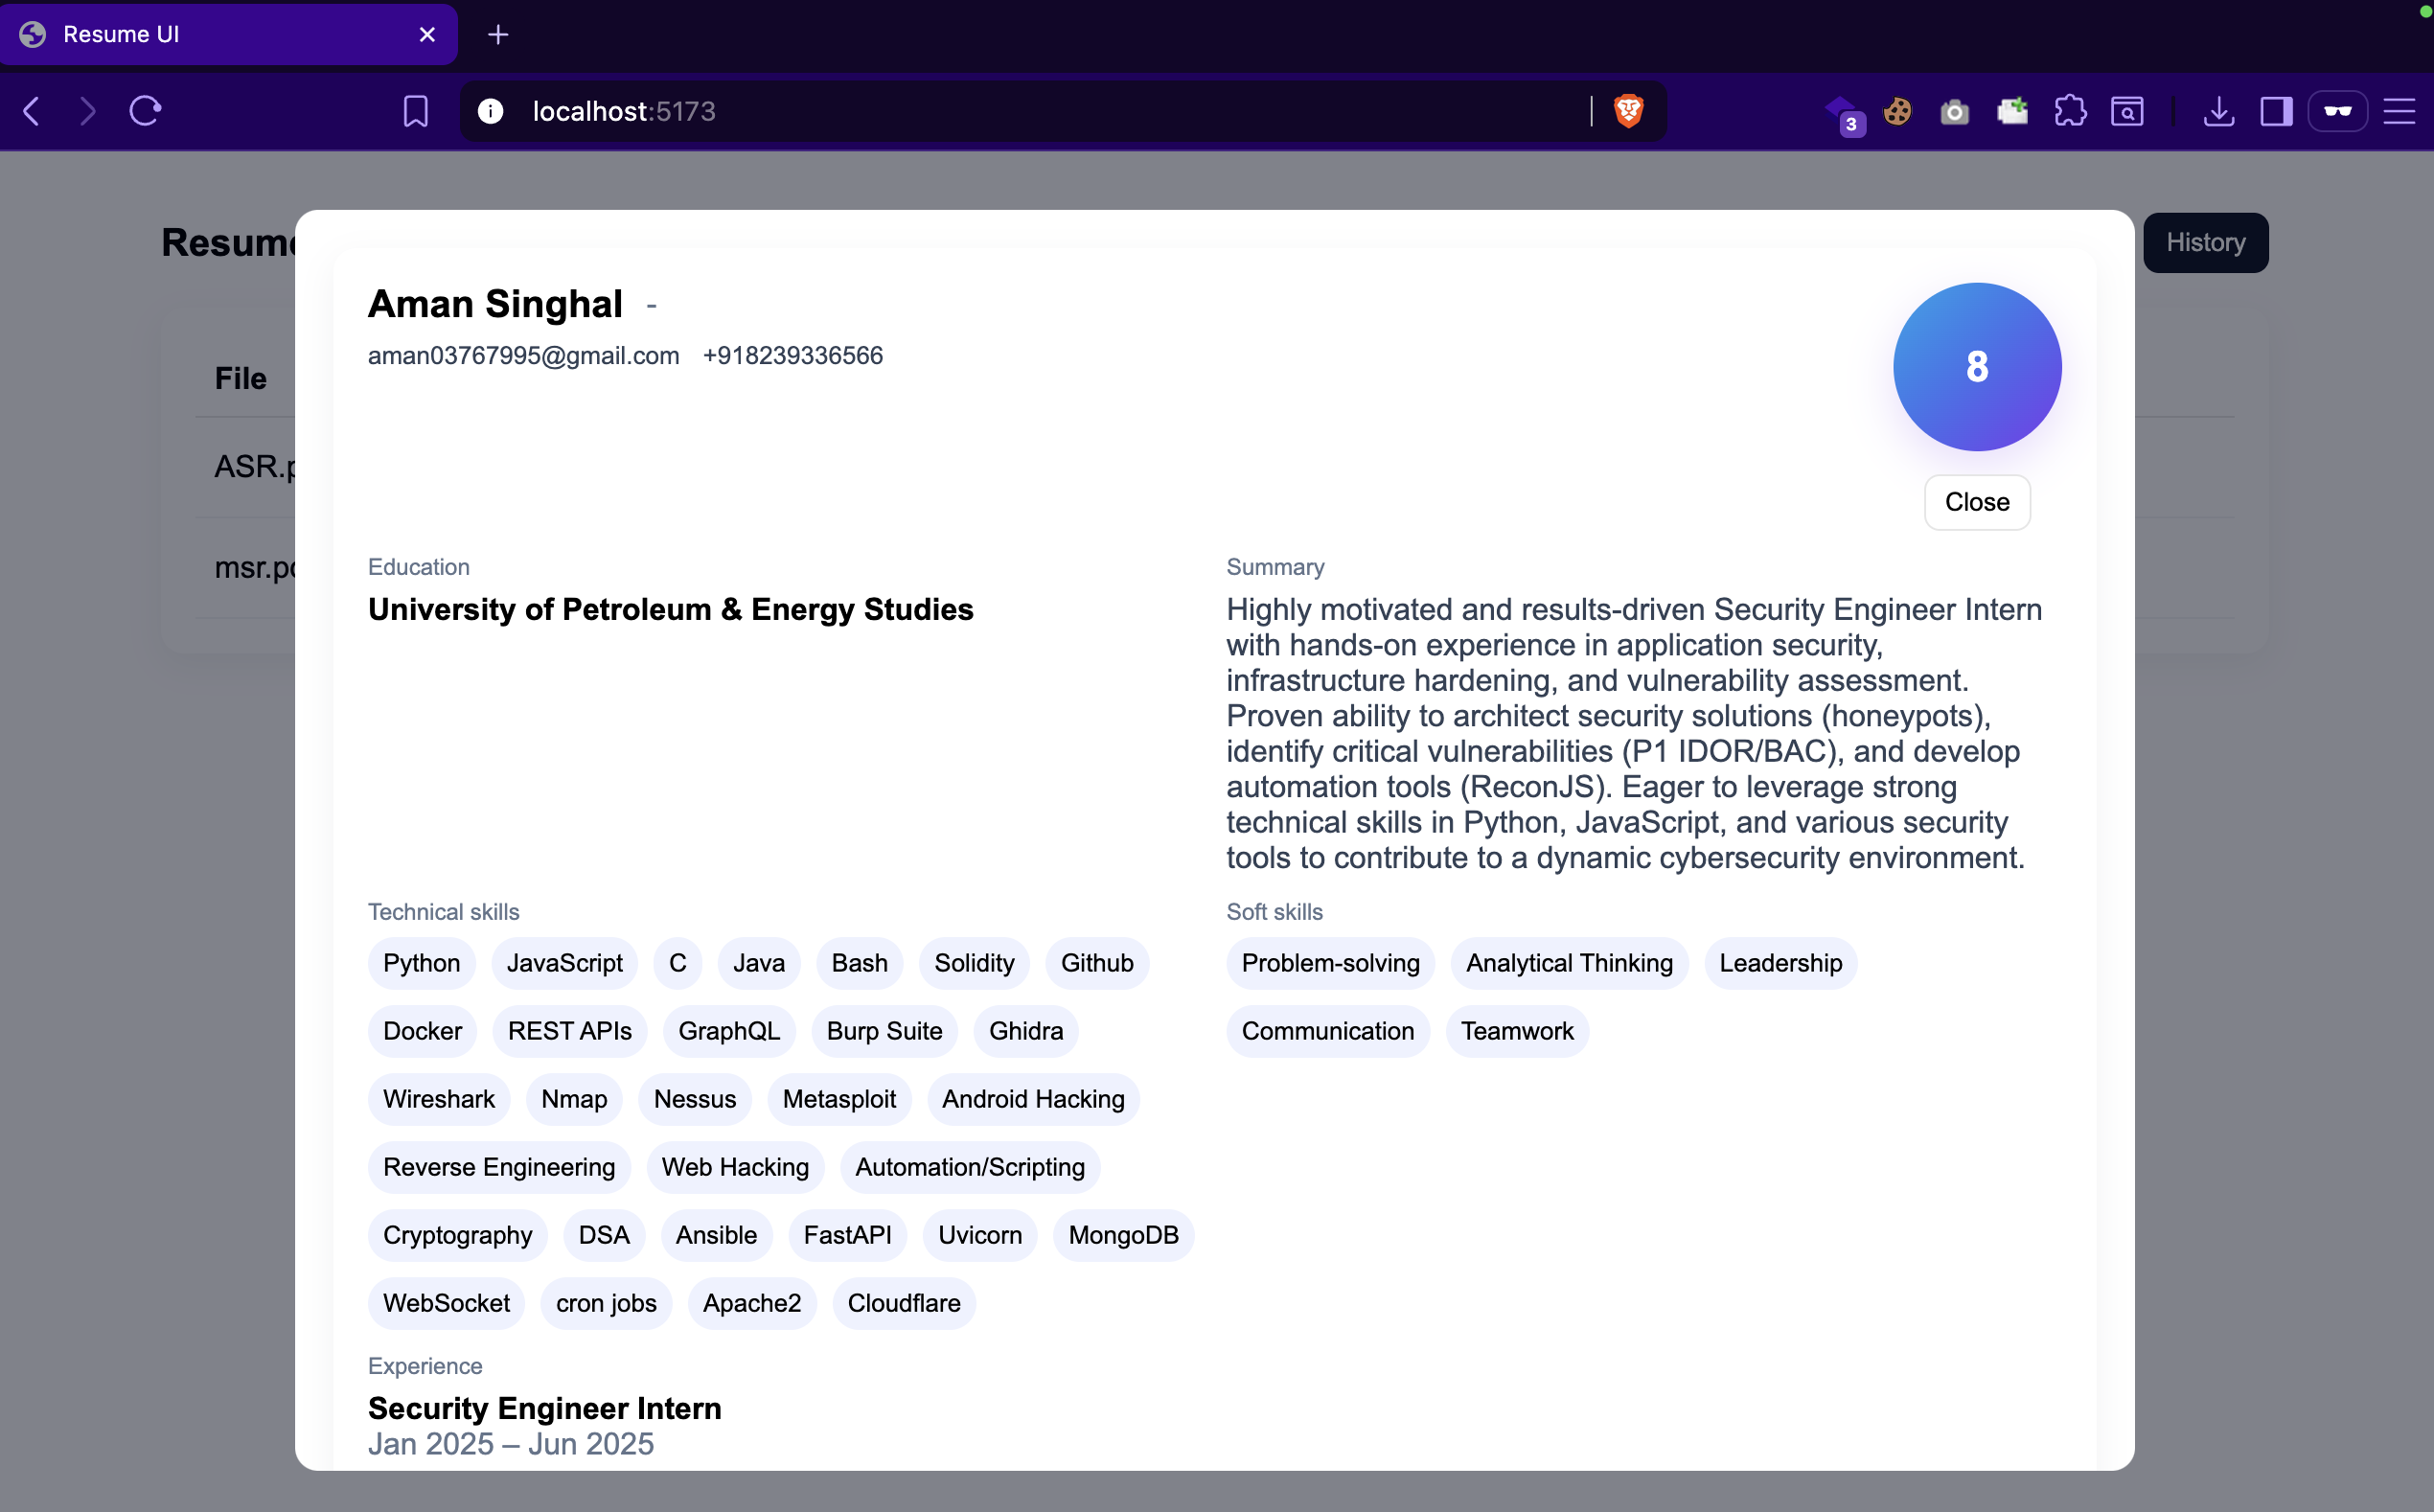 Resume UI
localhost:5173
3
Resume
History
Aman Singhal -
aman03767995@gmail.com +918239336566
8
Close
File
ASR.p
msr.pd
Education
University of Petroleum & Energy Studies
Summary
Highly motivated and results-driven Security Engineer Intern
with hands-on experience in application security,
infrastructure hardening, and vulnerability assessment.
Proven ability to architect security solutions (honeypots),
identify critical vulnerabilities (P1 IDOR/BAC), and develop
automation tools (ReconJS). Eager to leverage strong
technical skills in Python, JavaScript, and various security
tools to contribute to a dynamic cybersecurity environment.
Technical skills
Python JavaScript C Java Bash Solidity Github
Docker REST APIs GraphQL Burp Suite Ghidra
Wireshark Nmap Nessus Metasploit Android Hacking
Reverse Engineering Web Hacking Automation/Scripting
Cryptography DSA Ansible FastAPI Uvicorn MongoDB
WebSocket cron jobs Apache2 Cloudflare
Soft skills
Problem-solving Analytical Thinking Leadership
Communication Teamwork
Experience
Security Engineer Intern
Jan 2025 – Jun 2025